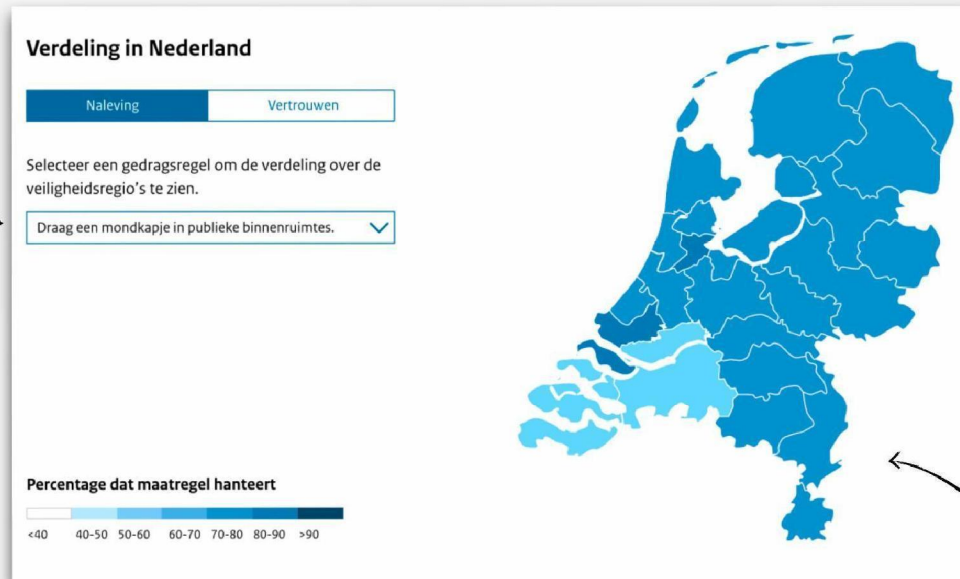 Verdeling in Nederland
Naleving
Vertrouwen
Selecteer een gedragsregel om de verdeling over de
veiligheidsregio's te zien.
Draag een mondkapje in publieke binnenruimtes.
Percentage dat maatregel hanteert
<40 40-50 50-60 60-70 70-80 80-90 >90